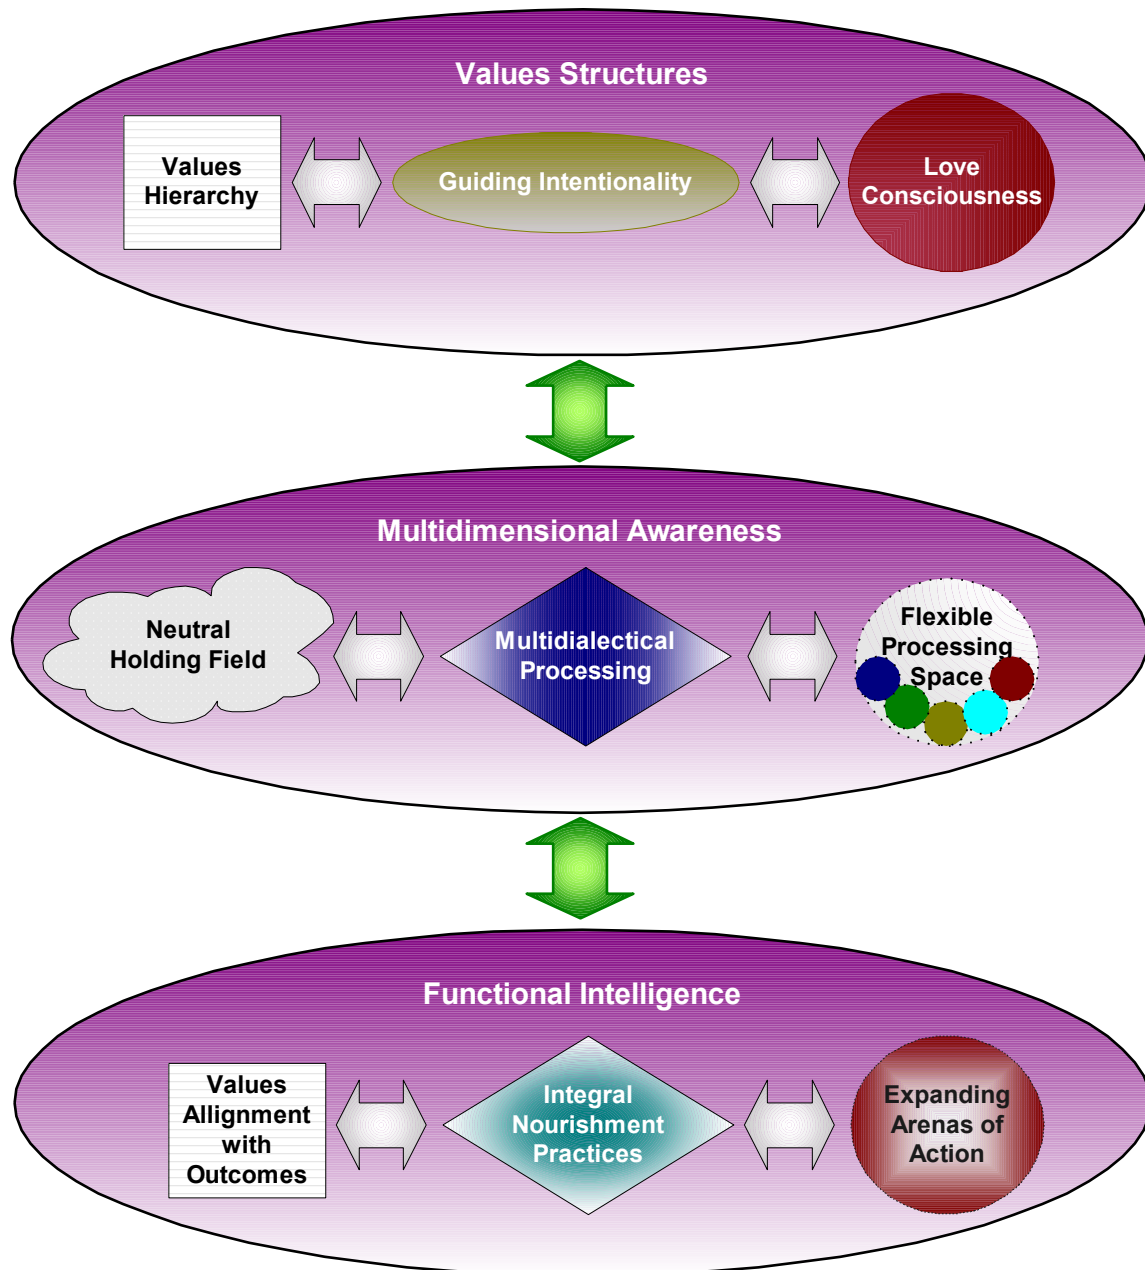 Values Structures
Values
Hierarchy
Guiding Intentionality
Love
Consciousness
Multidimensional Awareness
Neutral
Holding Field
Multidialectical
Processing
Flexible
Processing
Space
Functional Intelligence
Values
Allignment
with
Outcomes
Integral
Nourishment
Practices
Expanding
Arenas of
Action